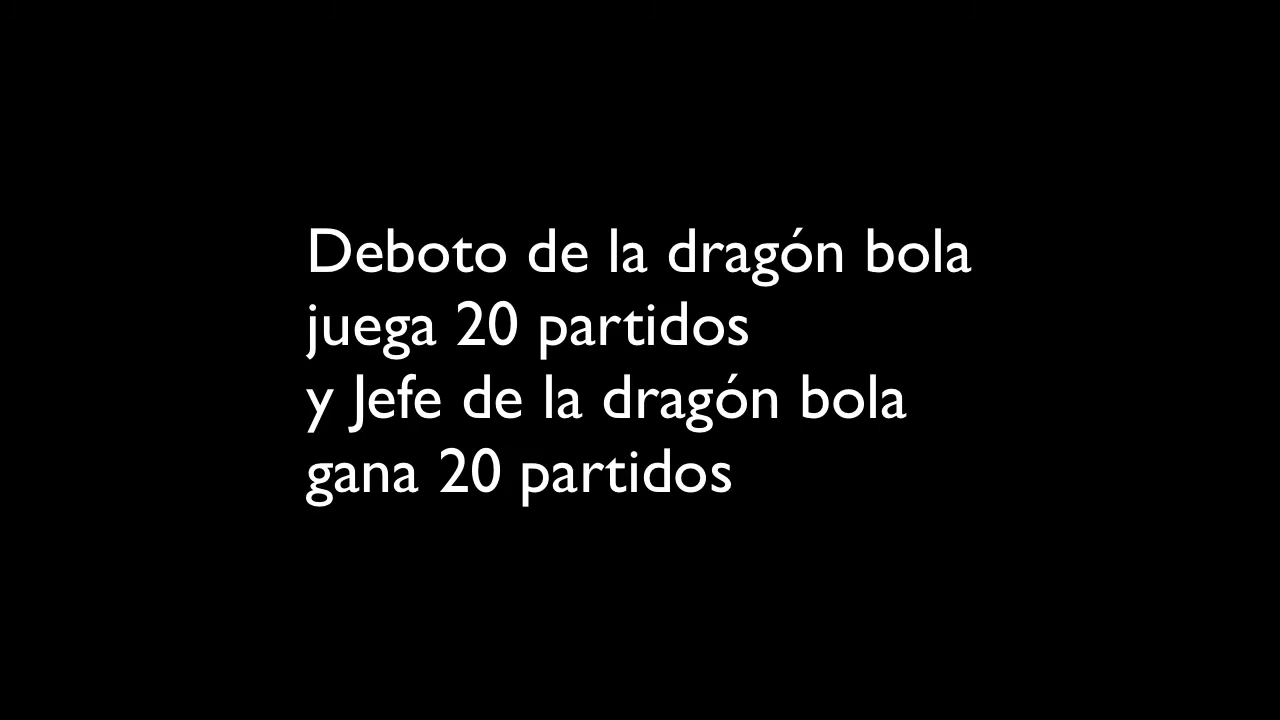 Deboto de la dragón bola
juega 20 partidos
y Jefe de la dragón bola
gana 20 partidos